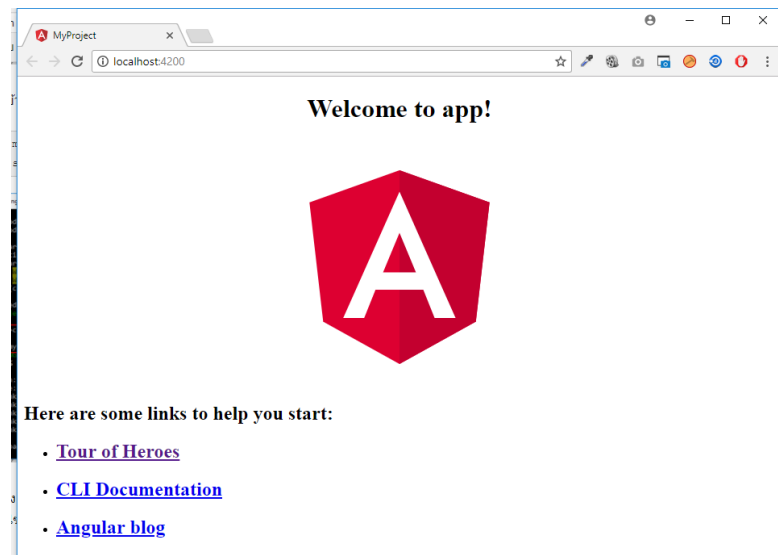 MyProject
localhost:4200
Welcome to app!
Here are some links to help you start:
Tour of Heroes
CLI Documentation
Angular blog